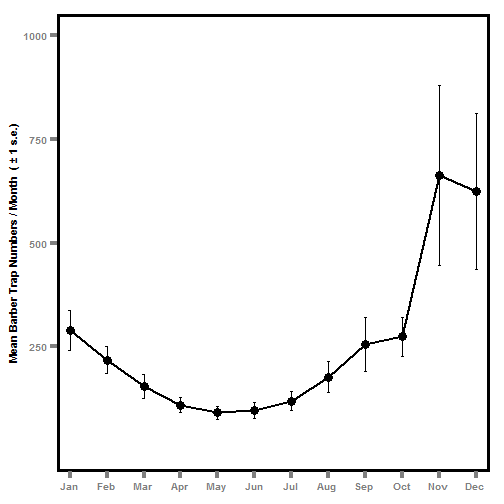 Mean Barber Trap Numbers / Month ( ± 1 s.e.)
1000
750
500
250
Jan Feb Mar Apr May Jun Jul Aug Sep Oct Nov Dec